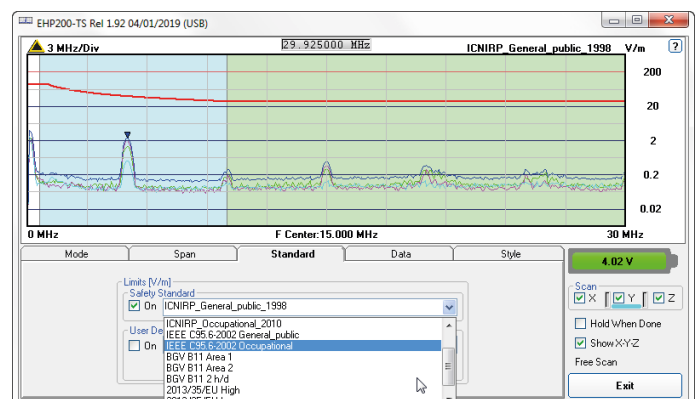 EHP200-TS Rel 1.92 04/01/2019 (USB)
3 MHz/Div
29.925000 MHz
ICNIRP_General_public_1998 V/m
?
200
20
2
0.2
0.02
0 MHz
F Center:15.000 MHz
30 MHz
Mode
Span
Standard
Data
Style
4.02 V
Limits [V/m]
Safety Standard
On
ICNIRP_General_public_1998
ICNIRP_Occupational_2010
IEEE C95.6-2002 General_public
IEEE C95.6-2002 Occupational
BGV B11 Area 1
BGV B11 Area 2
BGV B11 2 h/d
2013/35/EU High
User De
On
Scan
X
Y
Z
Hold When Done
Show X-Y-Z
Free Scan
Exit